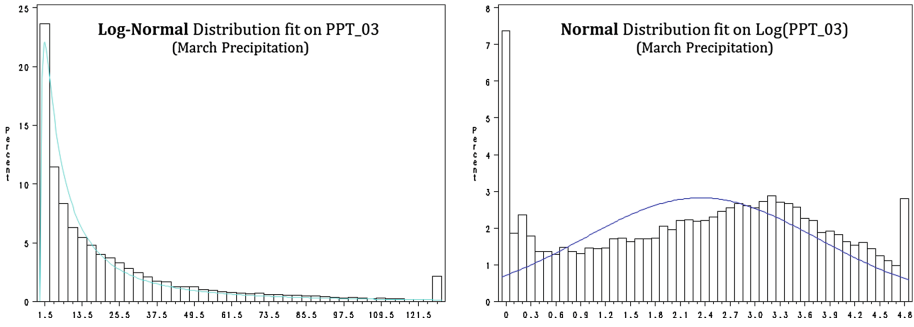 Log-Normal Distribution fit on PPT_03
(March Precipitation)
25
20
15
10
5
0
Percent
1.5 13.5 25.5 37.5 49.5 61.5 73.5 85.5 97.5 109.5 121.5
Normal Distribution fit on Log(PPT_03)
(March Precipitation)
8
7
6
5
4
3
2
1
0
Percent
0 0.3 0.6 0.9 1.2 1.5 1.8 2.1 2.4 2.7 3.0 3.3 3.6 3.9 4.2 4.5 4.8